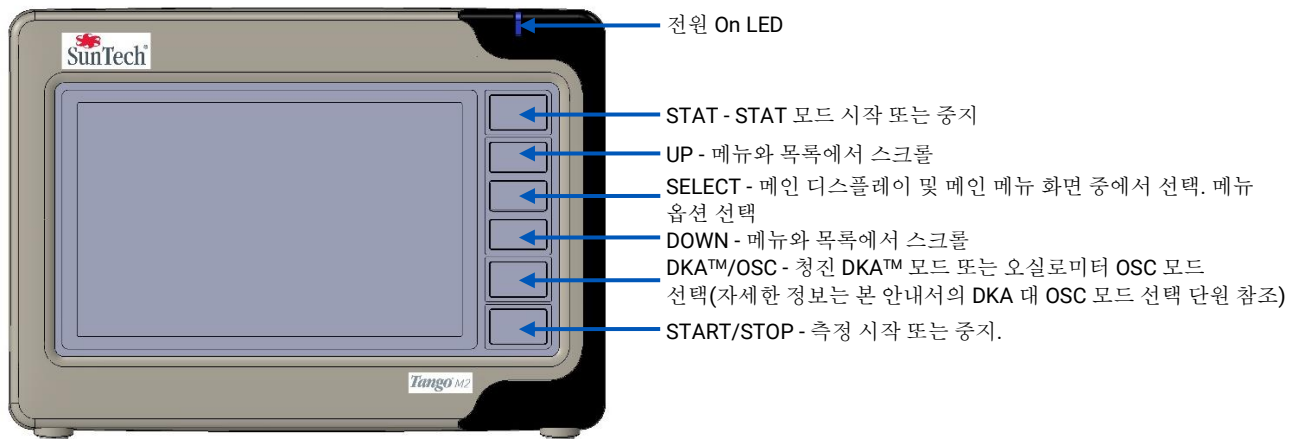 전원 On LED
SunTech®
STAT - STAT 모드 시작 또는 중지
UP - 메뉴와 목록에서 스크롤
SELECT - 메인 디스플레이 및 메인 메뉴 화면 중에서 선택. 메뉴
옵션 선택
DOWN - 메뉴와 목록에서 스크롤
DKA™/OSC - 청진 DKA™ 모드 또는 오실로미터 OSC 모드
선택(자세한 정보는 본 안내서의 DKA 대 OSC 모드 선택 단원 참조)
START/STOP - 측정 시작 또는 중지.
Tango M2